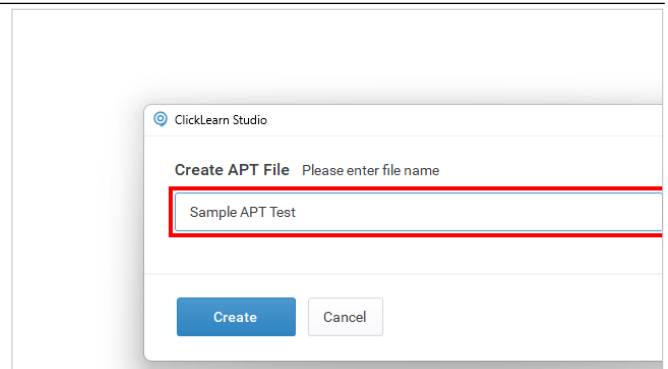 ClickLearn Studio
Create APT File Please enter file name
Sample APT Test
Create Cancel